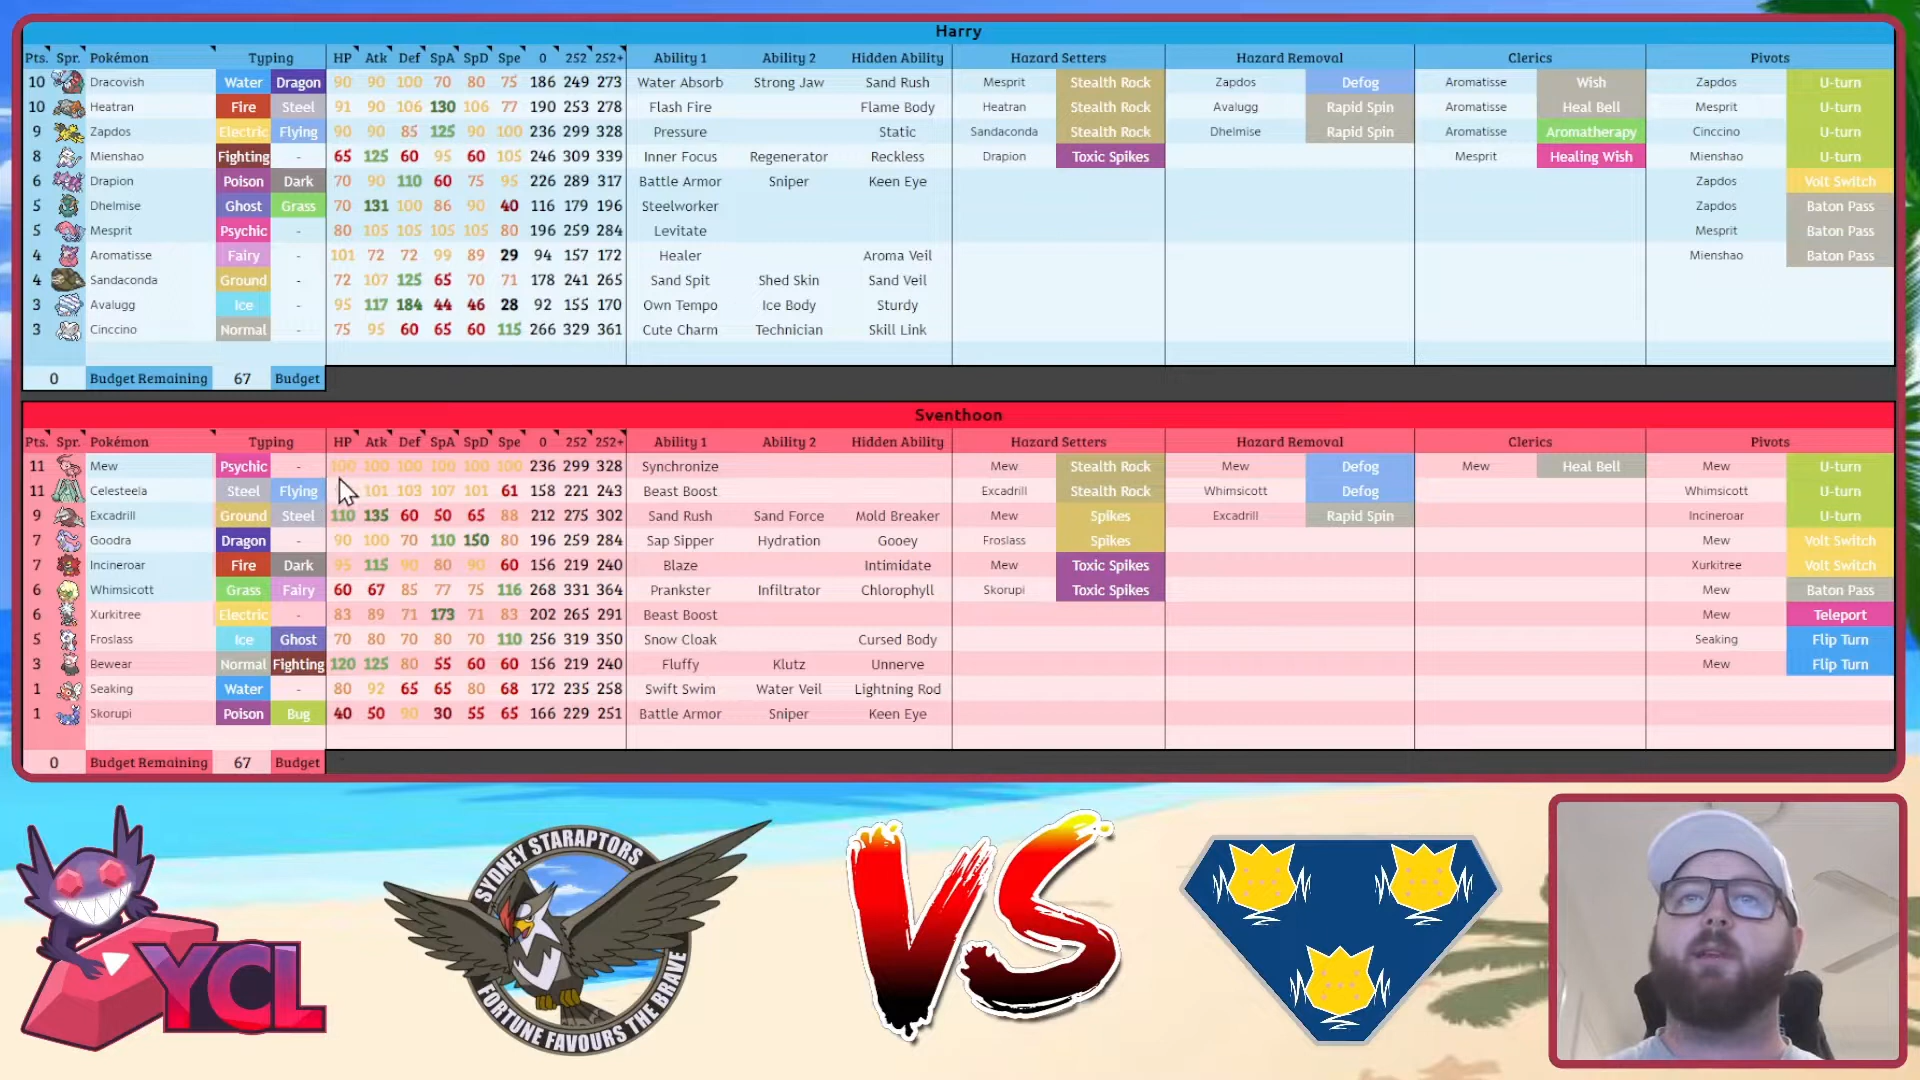 Harry
Pts. Spr. Pokémon Typing HP Atk Def SpA SpD Spe 0 252 252+ Ability 1 Ability 2 Hidden Ability Hazard Setters Hazard Removal Clerics Pivots
10 Dracovish Water Dragon 90 90 100 70 80 75 186 249 273 Water Absorb Strong Jaw Sand Rush Mesprit Stealth Rock Zapdos Defog Aromatisse Wish Zapdos U-turn
10 Heatran Fire Steel 91 90 106 130 106 77 190 253 278 Flash Fire Flame Body Heatran Stealth Rock Avalugg Rapid Spin Aromatisse Heal Bell Mesprit U-turn
9 Zapdos Electric Flying 90 90 85 125 90 100 236 299 328 Pressure Static Sandaconda Stealth Rock Dhelmise Rapid Spin Aromatisse Aromatherapy Cinccino U-turn
8 Mienshao Fighting - 65 125 60 95 60 105 246 309 339 Inner Focus Regenerator Reckless Drapion Toxic Spikes Mesprit Healing Wish Mienshao U-turn
6 Drapion Poison Dark 70 90 110 60 75 95 226 289 317 Battle Armor Sniper Keen Eye Zapdos Volt Switch
5 Dhelmise Ghost Grass 70 131 100 86 90 40 116 179 196 Steelworker Zapdos Baton Pass
5 Mesprit Psychic - 80 105 105 105 105 80 196 259 284 Levitate Mesprit Baton Pass
4 Aromatisse Fairy - 101 72 72 99 89 29 94 157 172 Healer Aroma Veil Mienshao Baton Pass
4 Sandaconda Ground - 72 107 125 65 70 71 178 241 265 Sand Spit Shed Skin Sand Veil
3 Avalugg Ice - 95 117 184 44 46 28 92 155 170 Own Tempo Ice Body Sturdy
3 Cinccino Normal - 75 95 60 65 60 115 266 329 361 Cute Charm Technician Skill Link
0 Budget Remaining 67 Budget
Sventhoon
Pts. Spr. Pokémon Typing HP Atk Def SpA SpD Spe 0 252 252+ Ability 1 Ability 2 Hidden Ability Hazard Setters Hazard Removal Clerics Pivots
11 Mew Psychic - 100 100 100 100 100 100 236 299 328 Synchronize Mew Stealth Rock Mew Defog Mew Heal Bell Mew U-turn
11 Celesteela Steel Flying 101 103 107 101 61 158 221 243 Beast Boost Excadrill Stealth Rock Whimsicott Defog Whimsicott U-turn
9 Excadrill Ground Steel 110 135 60 50 65 88 212 275 302 Sand Rush Sand Force Mold Breaker Mew Spikes Excadrill Rapid Spin Incineroar U-turn
7 Goodra Dragon - 90 100 70 110 150 80 196 259 284 Sap Sipper Hydration Gooey Froslass Spikes Mew Volt Switch
7 Incineroar Fire Dark 95 115 90 80 90 60 156 219 240 Blaze Intimidate Mew Toxic Spikes Xurkitree Volt Switch
6 Whimsicott Grass Fairy 60 67 85 77 75 116 268 331 364 Prankster Infiltrator Chlorophyll Skorupi Toxic Spikes Mew Baton Pass
6 Xurkitree Electric - 83 89 71 173 71 83 202 265 291 Beast Boost Mew Teleport
5 Froslass Ice Ghost 70 80 70 80 70 110 256 319 350 Snow Cloak Cursed Body Seaking Flip Turn
3 Bewear Normal Fighting 120 125 80 55 60 60 156 219 240 Fluffy Klutz Unnerve Mew Flip Turn
1 Seaking Water - 80 92 65 65 80 68 172 235 258 Swift Swim Water Veil Lightning Rod
1 Skorupi Poison Bug 40 50 90 30 55 65 166 229 251 Battle Armor Sniper Keen Eye
0 Budget Remaining 67 Budget
YCL
SYDNEY STARAPTORS
FORTUNE FAVOURS THE BRAVE
VS